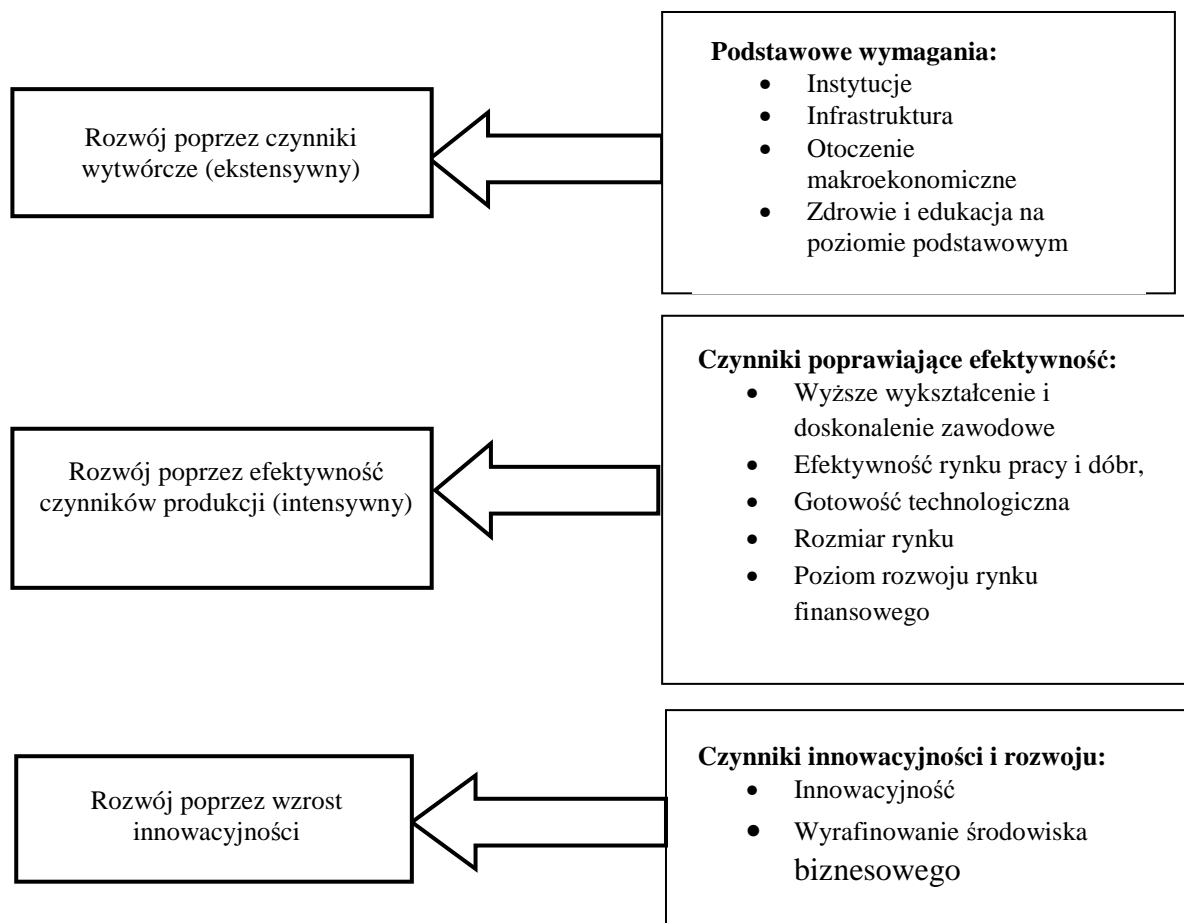 Rozwój poprzez czynniki
wytwórcze (ekstensywny)
Podstawowe wymagania:
• Instytucje
• Infrastruktura
• Otoczenie
makroekonomiczne
• Zdrowie i edukacja na
poziomie podstawowym
Rozwój poprzez efektywność
czynników produkcji (intensywny)
Czynniki poprawiające efektywność:
• Wyższe wykształcenie i
doskonalenie zawodowe
• Efektywność rynku pracy i dóbr,
• Gotowość technologiczna
• Rozmiar rynku
• Poziom rozwoju rynku
finansowego
Rozwój poprzez wzrost
innowacyjności
Czynniki innowacyjności i rozwoju:
• Innowacyjność
• Wyrafinowanie środowiska
biznesowego